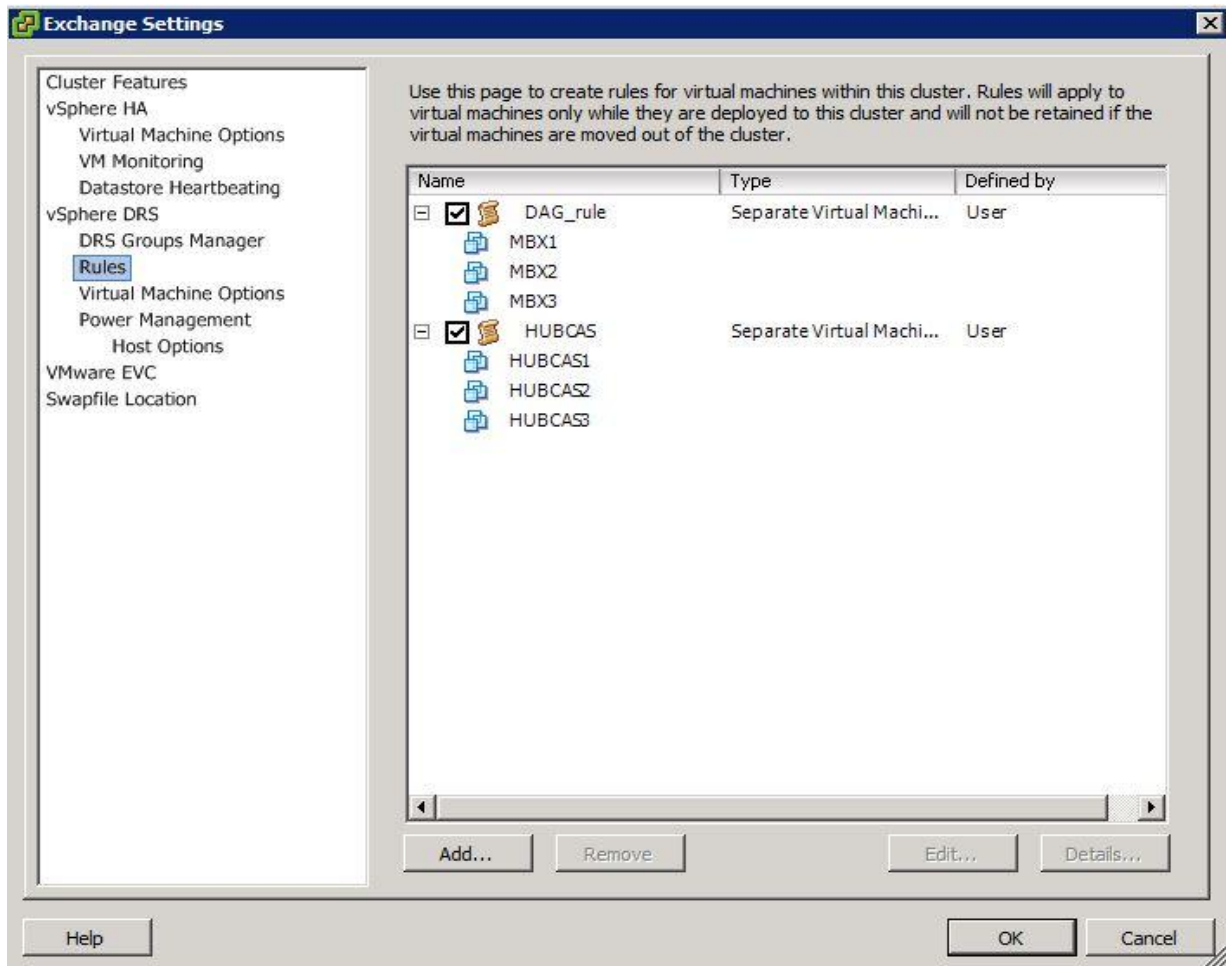 Exchange Settings
Cluster Features
vSphere HA
Virtual Machine Options
VM Monitoring
Datastore Heartbeating
vSphere DRS
DRS Groups Manager
Rules
Virtual Machine Options
Power Management
Host Options
VMware EVC
Swapfile Location
Use this page to create rules for virtual machines within this cluster. Rules will apply to
virtual machines only while they are deployed to this cluster and will not be retained if the
virtual machines are moved out of the cluster.
Name Type Defined by
DAG_rule Separate Virtual Machi... User
MBX1
MBX2
MBX3
HUBCAS Separate Virtual Machi... User
HUBCAS1
HUBCAS2
HUBCAS3
Add... Remove Edit... Details...
Help OK Cancel